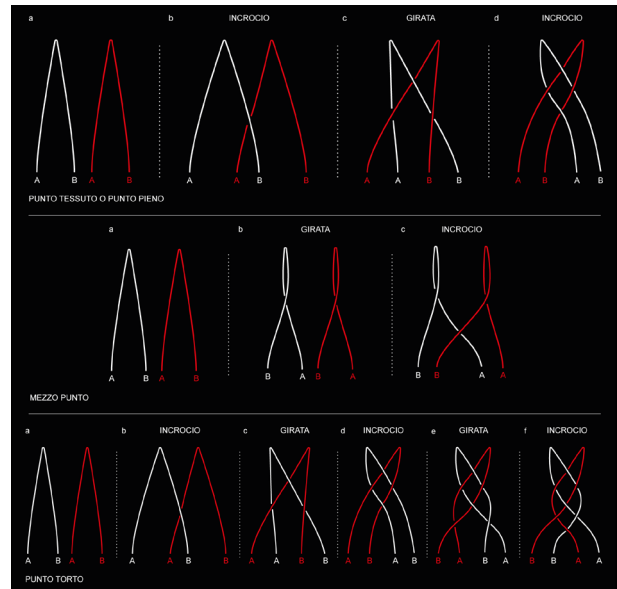 a b INCROCIO c GIRATA d INCROCIO
A B A B A A B B A A B B A B A B
PUNTO TESSUTO O PUNTO PIENO
a b GIRATA c INCROCIO
A B A B B A B A B B A A
MEZZO PUNTO
a b INCROCIO c GIRATA d INCROCIO e GIRATA f INCROCIO
A B A B A A B B A A B B A B A B B A B A B B A A
PUNTO TORTO